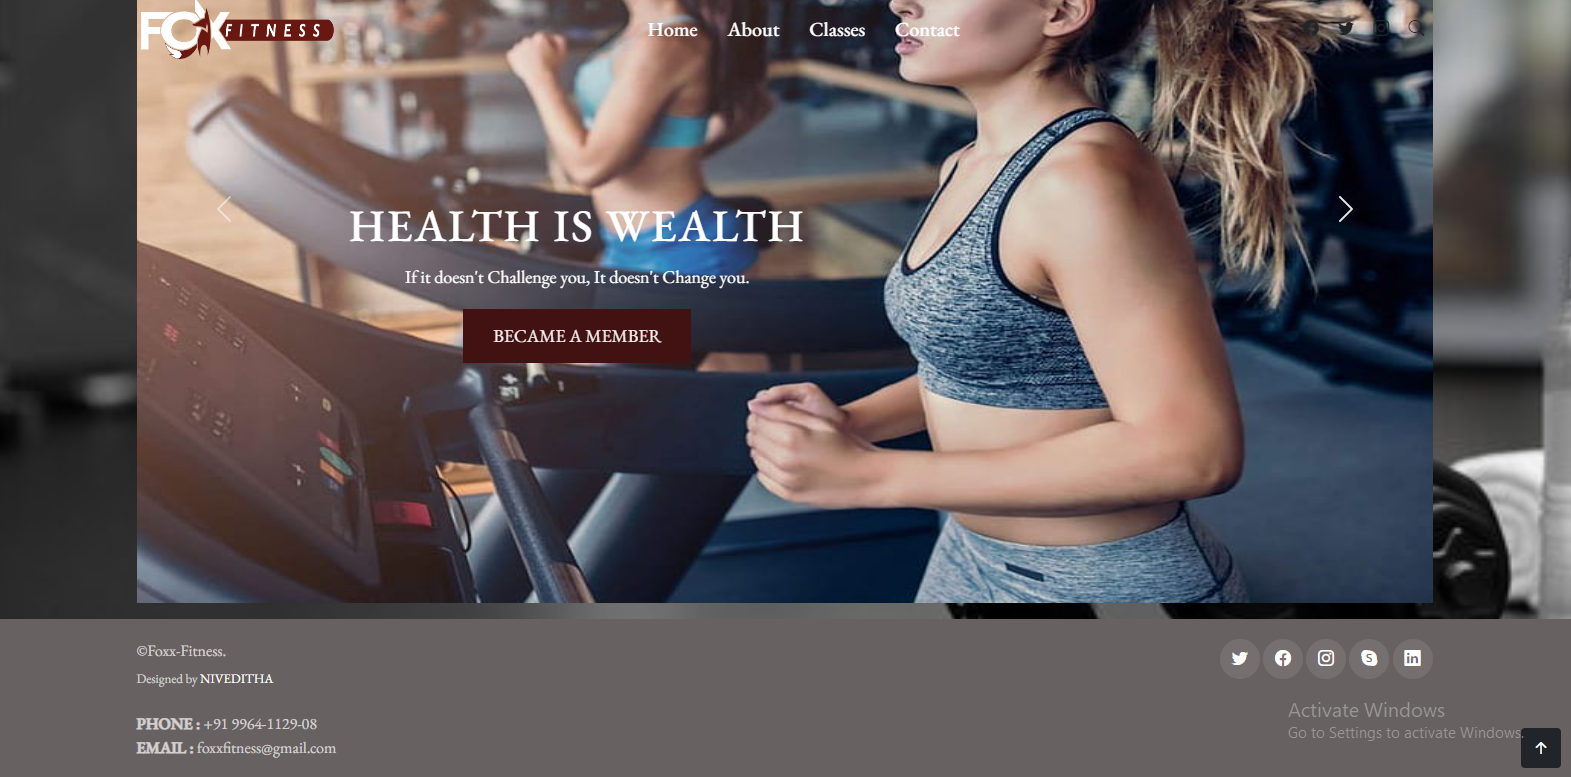 FOX FITNESS
Home About Classes Contact
HEALTH IS WEALTH
If it doesn't Challenge you, It doesn't Change you.
BECAME A MEMBER
©Foxx-Fitness.
Designed by NIVEDITHA
PHONE : +91 9964-1129-08
EMAIL : foxxfitness@gmail.com
Activate Windows
Go to Settings to activate Windows.